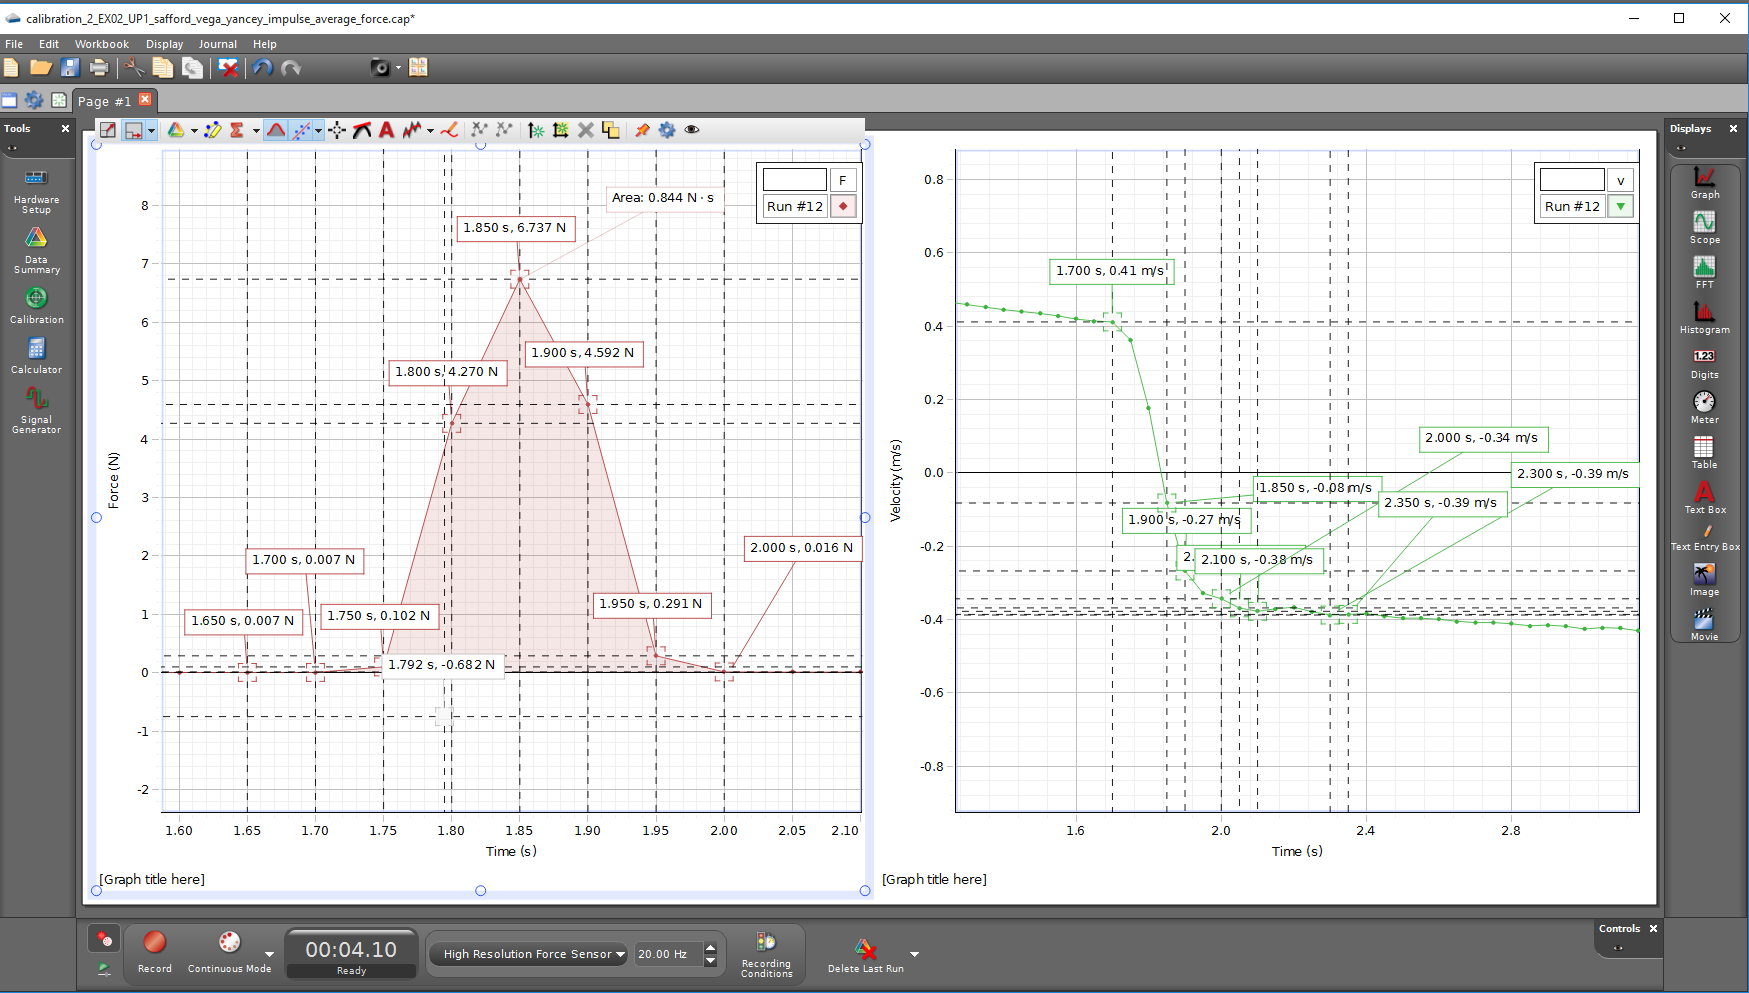 calibration_2_EX02_UP1_safford_vega_yancey_impulse_average_force.cap*
File Edit Workbook Display Journal Help
Page #1
Tools
Hardware
Setup
Data
Summary
Calibration
Calculator
Signal
Generator
F
Run #12
Area: 0.844 N · s
1.850 s, 6.737 N
1.900 s, 4.592 N
1.800 s, 4.270 N
2.000 s, 0.016 N
1.700 s, 0.007 N
1.950 s, 0.291 N
1.750 s, 0.102 N
1.650 s, 0.007 N
1.792 s, -0.682 N
8
7
6
5
4
3
2
1
0
-1
-2
Force (N)
1.60 1.65 1.70 1.75 1.80 1.85 1.90 1.95 2.00 2.05 2.10
Time (s)
[Graph title here]
v
Run #12
1.700 s, 0.41 m/s
2.000 s, -0.34 m/s
2.300 s, -0.39 m/s
1.850 s, -0.08 m/s
2.350 s, -0.39 m/s
1.900 s, -0.27 m/s
2.
2.100 s, -0.38 m/s
0.8
0.6
0.4
0.2
0.0
-0.2
-0.4
-0.6
-0.8
Velocity (m/s)
1.6 2.0 2.4 2.8
Time (s)
[Graph title here]
Displays
Graph
Scope
FFT
Histogram
1.23
Digits
Meter
Table
Text Box
Text Entry Box
Image
Movie
Record
Continuous Mode
00:04.10
Ready
High Resolution Force Sensor
20.00 Hz
Recording
Conditions
Delete Last Run
Controls